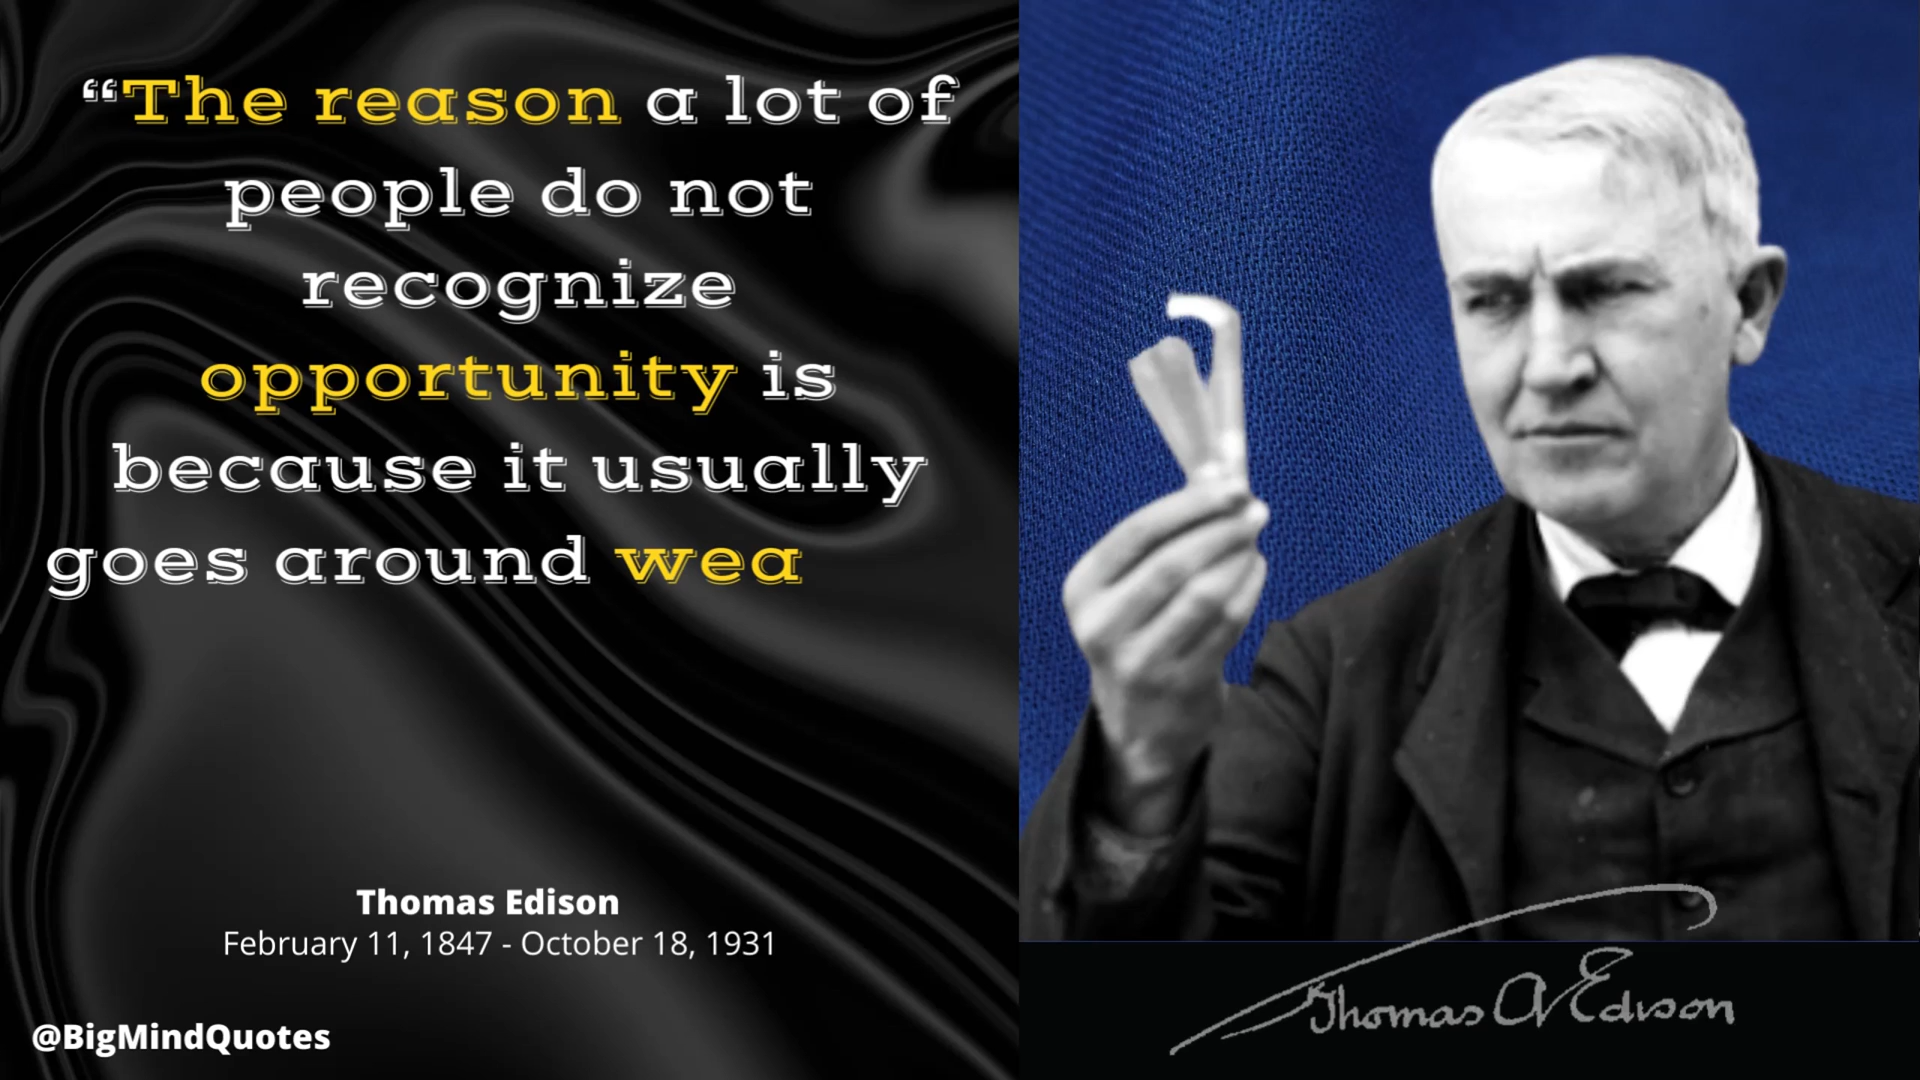 “The reason a lot of
people do not
recognize
opportunity is
because it usually
goes around wea
Thomas Edison
February 11, 1847 - October 18, 1931
@BigMindQuotes
Thomas A Edison